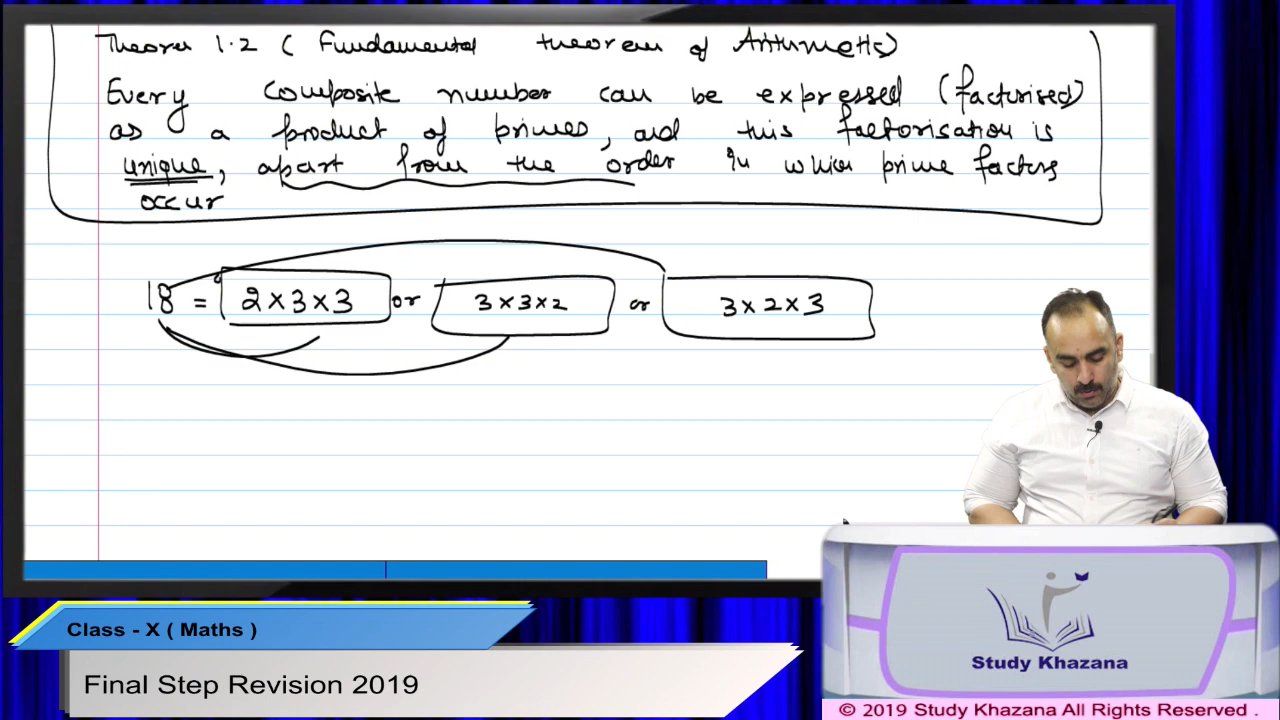 Theorem 1.2 ( Fundamental theorem of Arithmetic)
Every composite number can be expressed (factorised)
as a product of primes, and this factorisation is
unique, apart from the order in which prime factors
occur
18 = 2 × 3 × 3 or 3 × 3 × 2 or 3 × 2 × 3
Study Khazana
Class - X ( Maths )
Final Step Revision 2019
© 2019 Study Khazana All Rights Reserved .